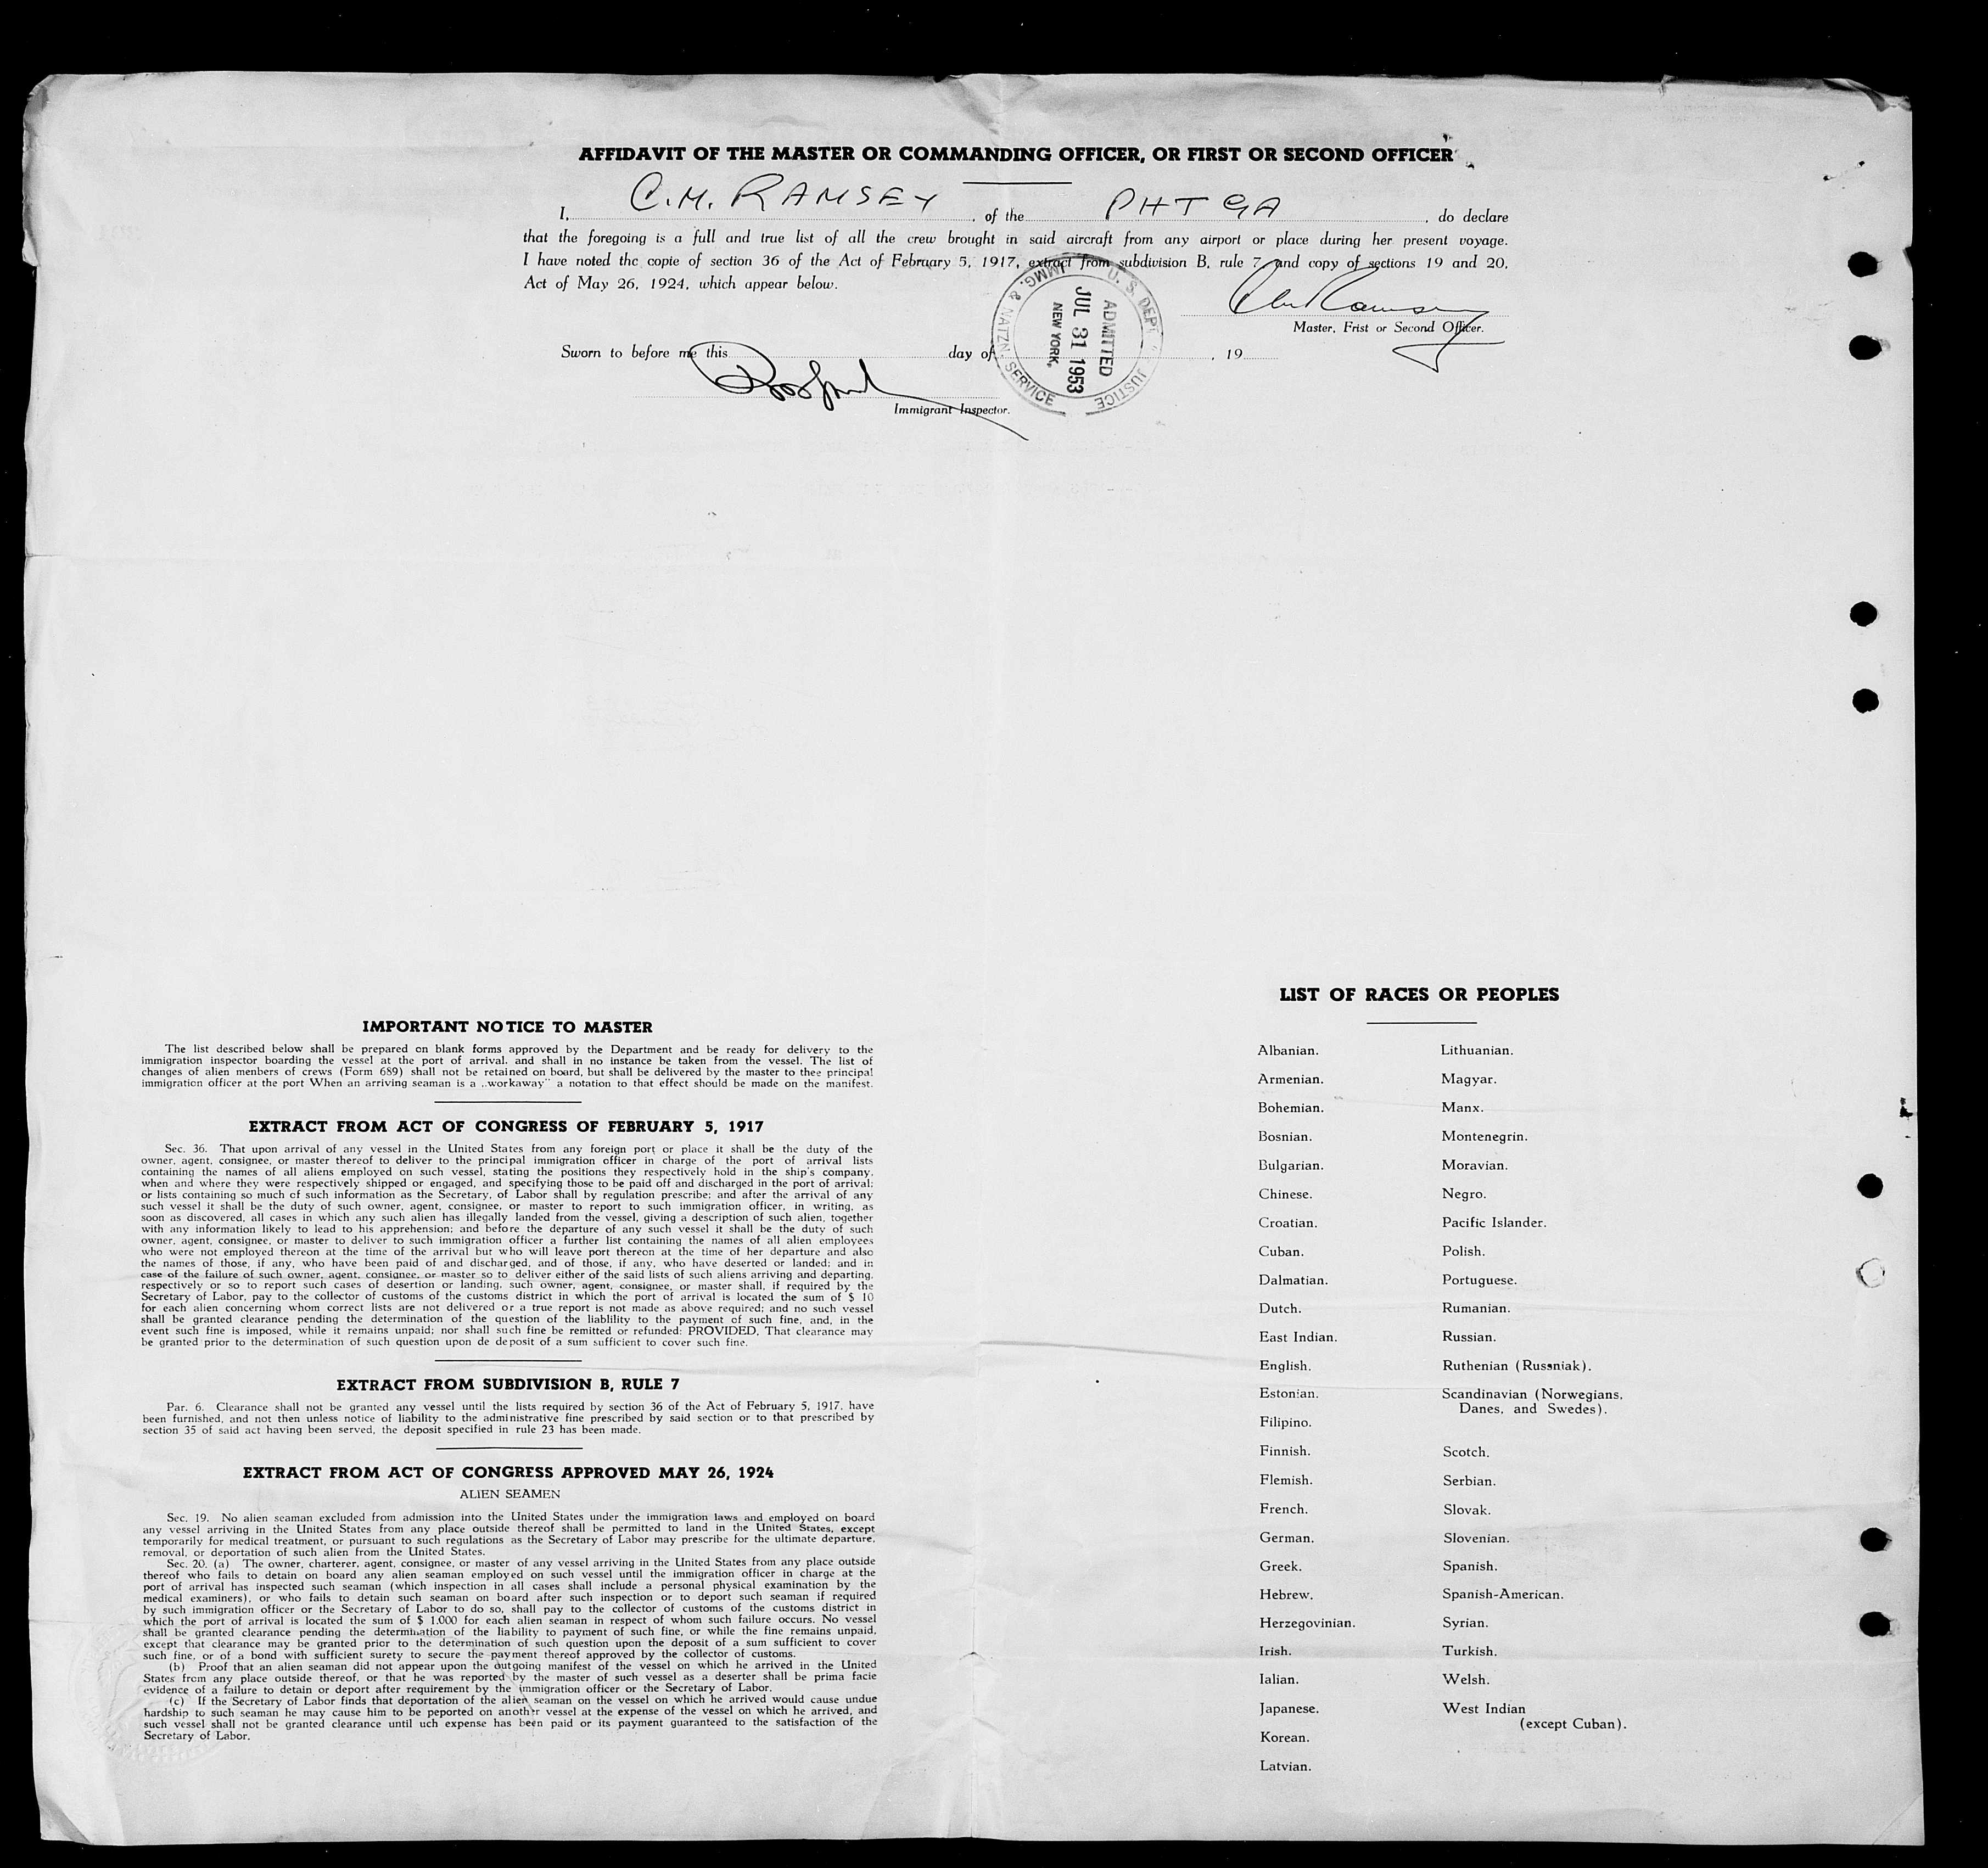 AFFIDAVIT OF THE MASTER OR COMMANDING OFFICER, OR FIRST OR SECOND OFFICER
I, C.M. RAMSEY, of the PHTGA, do declare
that the foregoing is a full and true list of all the crew brought in said aircraft from any airport or place during her present voyage.
I have noted the copie of section 36 of the Act of February 5, 1917, extract from subdivision B, rule 7, and copy of sections 19 and 20,
Act of May 26, 1924, which appear below.
Master, Frist or Second Officer.
Sworn to before me this day of , 19
Immigrant Inspector.
U. S. DEPT. JUSTICE
IMMG. & NATZN. SERVICE
ADMITTED
JUL 31 1953
NEW YORK,
IMPORTANT NOTICE TO MASTER
The list described below shall be prepared on blank forms approved by the Department and be ready for delivery to the
immigration inspector boarding the vessel at the port of arrival, and shall in no instance be taken from the vessel. The list of
changes of alien menbers of crews (Form 689) shall not be retained on board, but shall be delivered by the master to thee principal
immigration officer at the port When an arriving seaman is a „workaway" a notation to that effect should be made on the manifest.
EXTRACT FROM ACT OF CONGRESS OF FEBRUARY 5, 1917
Sec. 36. That upon arrival of any vessel in the United States from any foreign port or place it shall be the duty of the
owner, agent, consignee, or master thereof to deliver to the principal immigration officer in charge of the port of arrival lists
containing the names of all aliens employed on such vessel, stating the positions they respectively hold in the ship's company,
when and where they were respectively shipped or engaged, and specifying those to be paid off and discharged in the port of arrival;
or lists containing so much of such information as the Secretary, of Labor shall by regulation prescribe; and after the arrival of any
such vessel it shall be the duty of such owner, agent, consignee, or master to report to such immigration officer, in writing, as
soon as discovered, all cases in which any such alien has illegally landed from the vessel, giving a description of such alien, together
with any information likely to lead to his apprehension; and before the departure of any such vessel it shall be the duty of such
owner, agent, consignee, or master to deliver to such immigration officer a further list containing the names of all alien employees
who were not employed thereon at the time of the arrival but who will leave port thereon at the time of her departure and also
the names of those, if any, who have been paid of and discharged, and of those, if any, who have deserted or landed; and in
case of the failure of such owner, agent, consignee, or master so to deliver either of the said lists of such aliens arriving and departing,
respectively or so to report such cases of desertion or landing, such owner, agent, consignee, or master shall, if required by the
Secretary of Labor, pay to the collector of customs of the customs district in which the port of arrival is located the sum of $ 10
for each alien concerning whom correct lists are not delivered or a true report is not made as above required; and no such vessel
shall be granted clearance pending the determination of the question of the liablility to the payment of such fine, and, in the
event such fine is imposed, while it remains unpaid; nor shall such fine be remitted or refunded: PROVIDED, That clearance may
be granted prior to the determination of such question upon de deposit of a sum sufficient to cover such fine.
EXTRACT FROM SUBDIVISION B, RULE 7
Par. 6. Clearance shall not be granted any vessel until the lists required by section 36 of the Act of February 5, 1917, have
been furnished, and not then unless notice of liability to the administrative fine prescribed by said section or to that prescribed by
section 35 of said act having been served, the deposit specified in rule 23 has been made.
EXTRACT FROM ACT OF CONGRESS APPROVED MAY 26, 1924
ALIEN SEAMEN
Sec. 19. No alien seaman excluded from admission into the United States under the immigration laws and employed on board
any vessel arriving in the United States from any place outside thereof shall be permitted to land in the United States, except
temporarily for medical treatment, or pursuant to such regulations as the Secretary of Labor may prescribe for the ultimate departure,
removal, or deportation of such alien from the United States.
Sec. 20. (a) The owner, charterer, agent, consignee, or master of any vessel arriving in the United States from any place outside
thereof who fails to detain on board any alien seaman employed on such vessel until the immigration officer in charge at the
port of arrival has inspected such seaman (which inspection in all cases shall include a personal physical examination by the
medical examiners), or who fails to detain such seaman on board after such inspection or to deport such seaman if required
by such immigration officer or the Secretary of Labor to do so, shall pay to the collector of customs of the customs district in
which the port of arrival is located the sum of $ 1.000 for each alien seaman in respect of whom such failure occurs. No vessel
shall be granted clearance pending the determination of the liability to payment of such fine, or while the fine remains unpaid,
except that clearance may be granted prior to the determination of such question upon the deposit of a sum sufficient to cover
such fine, or of a bond with sufficient surety to secure the payment thereof approved by the collector of customs.
(b) Proof that an alien seaman did not appear upon the outgoing manifest of the vessel on which he arrived in the United
States from any place outside thereof, or that he was reported by the master of such vessel as a deserter shall be prima facie
evidence of a failure to detain or deport after requirement by the immigration officer or the Secretary of Labor.
(c) If the Secretary of Labor finds that deportation of the alien seaman on the vessel on which he arrived would cause undue
hardship to such seaman he may cause him to be peported on another vessel at the expense of the vessel on which he arrived, and
such vessel shall not be granted clearance until uch expense has been paid or its payment guaranteed to the satisfaction of the
Secretary of Labor.
LIST OF RACES OR PEOPLES
Albanian.
Armenian.
Bohemian.
Bosnian.
Bulgarian.
Chinese.
Croatian.
Cuban.
Dalmatian.
Dutch.
East Indian.
English.
Estonian.
Filipino.
Finnish.
Flemish.
French.
German.
Greek.
Hebrew.
Herzegovinian.
Irish.
Ialian.
Japanese.
Korean.
Latvian.
Lithuanian.
Magyar.
Manx.
Montenegrin.
Moravian.
Negro.
Pacific Islander.
Polish.
Portuguese.
Rumanian.
Russian.
Ruthenian (Russniak).
Scandinavian (Norwegians,
Danes, and Swedes).
Scotch.
Serbian.
Slovak.
Slovenian.
Spanish.
Spanish-American.
Syrian.
Turkish.
Welsh.
West Indian
(except Cuban).